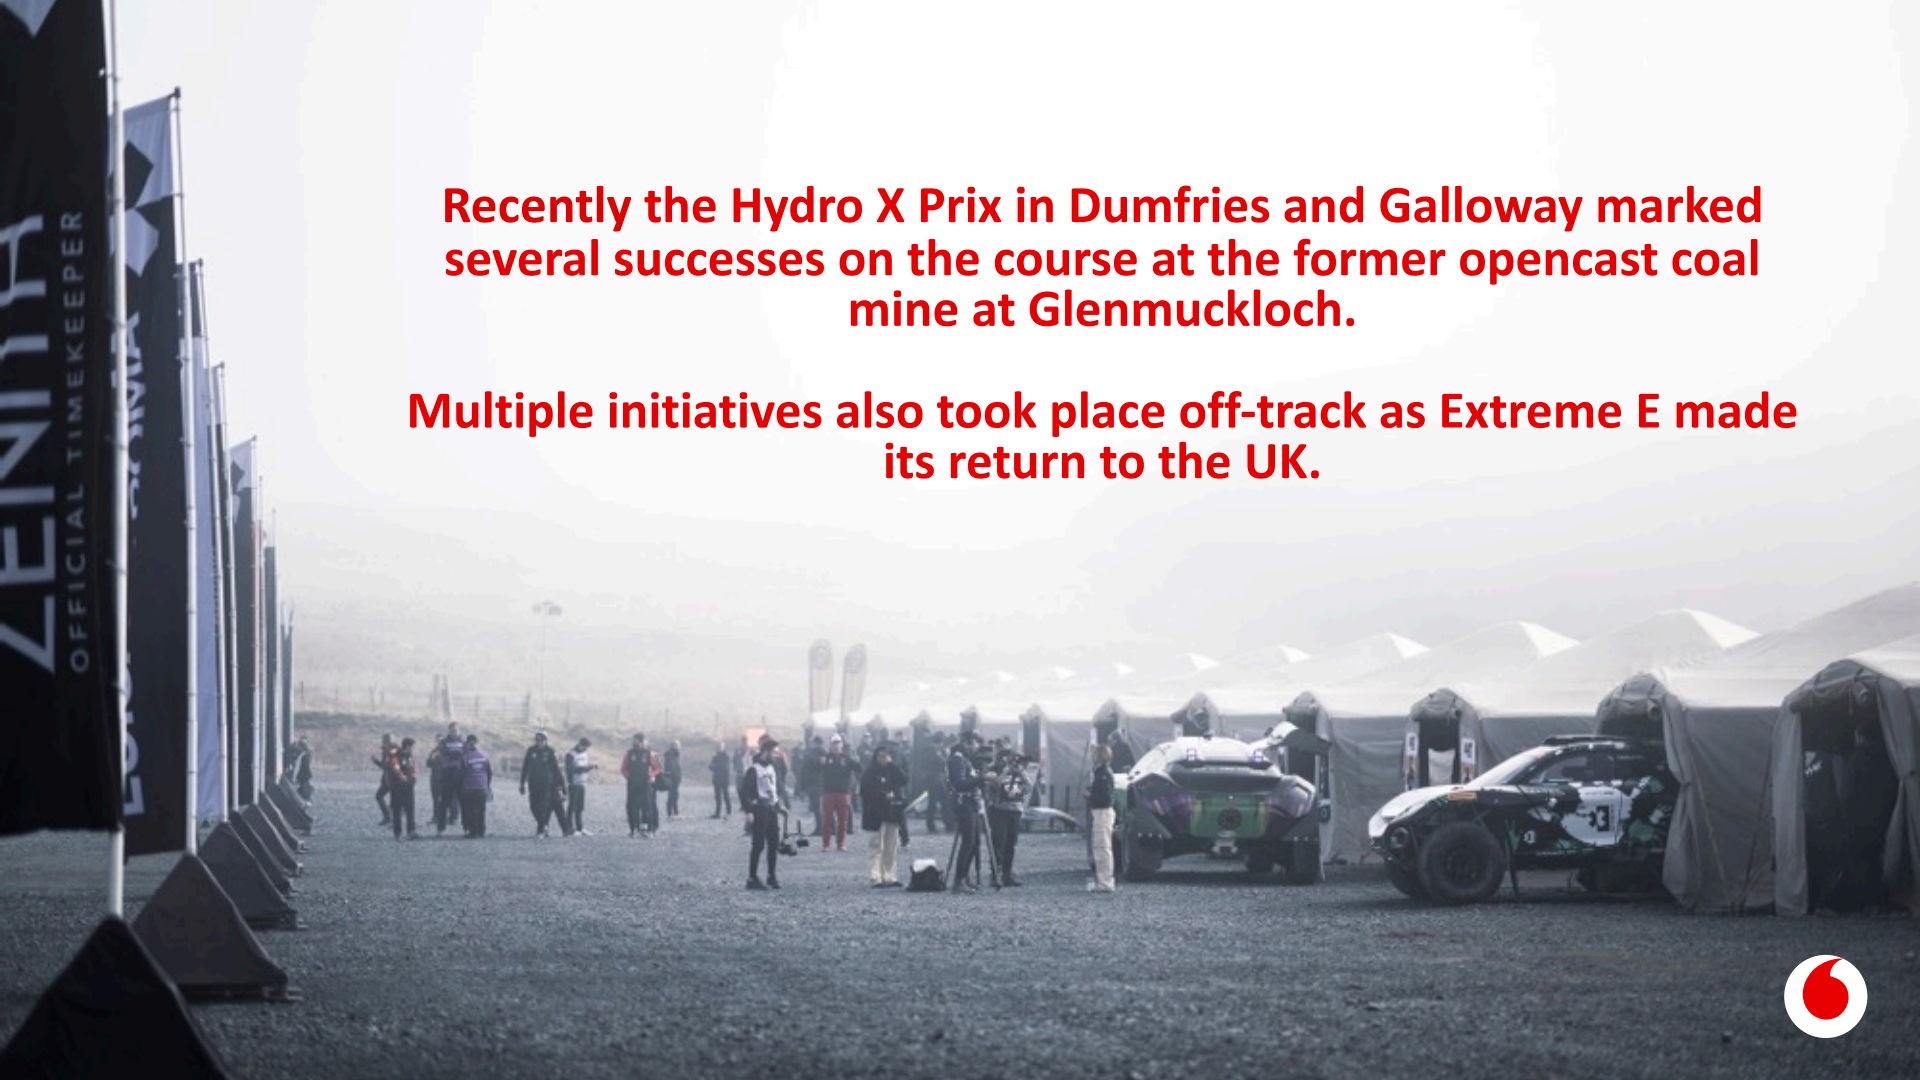 Recently the Hydro X Prix in Dumfries and Galloway marked
several successes on the course at the former opencast coal
mine at Glenmuckloch.
Multiple initiatives also took place off-track as Extreme E made
its return to the UK.
ZENITH
OFFICIAL TIMEKEEPER